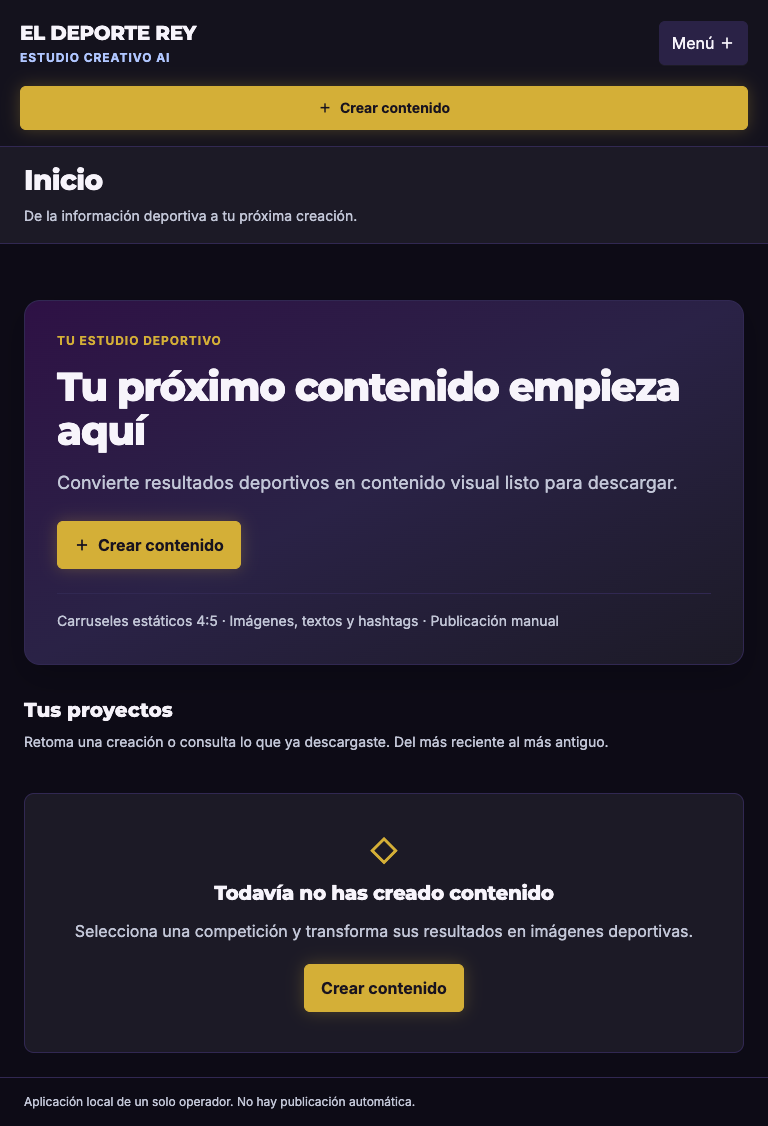 EL DEPORTE REY
ESTUDIO CREATIVO AI
Menú +
+ Crear contenido
Inicio
De la información deportiva a tu próxima creación.
TU ESTUDIO DEPORTIVO
Tu próximo contenido empieza
aquí
Convierte resultados deportivos en contenido visual listo para descargar.
+ Crear contenido
Carruseles estáticos 4:5 · Imágenes, textos y hashtags · Publicación manual
Tus proyectos
Retoma una creación o consulta lo que ya descargaste. Del más reciente al más antiguo.
Todavía no has creado contenido
Selecciona una competición y transforma sus resultados en imágenes deportivas.
Crear contenido
Aplicación local de un solo operador. No hay publicación automática.